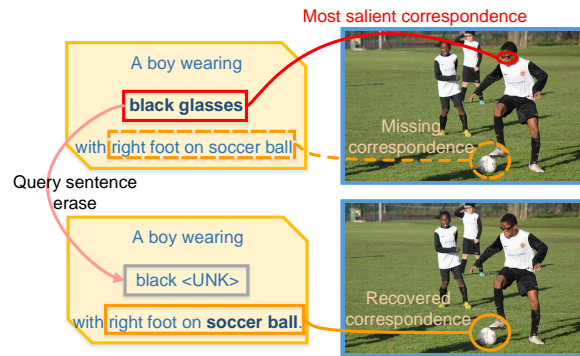 Most salient correspondence
A boy wearing
black glasses
with right foot on soccer ball
Missing
correspondence
Query sentence
erase
A boy wearing
black <UNK>
with right foot on soccer ball.
Recovered
correspondence